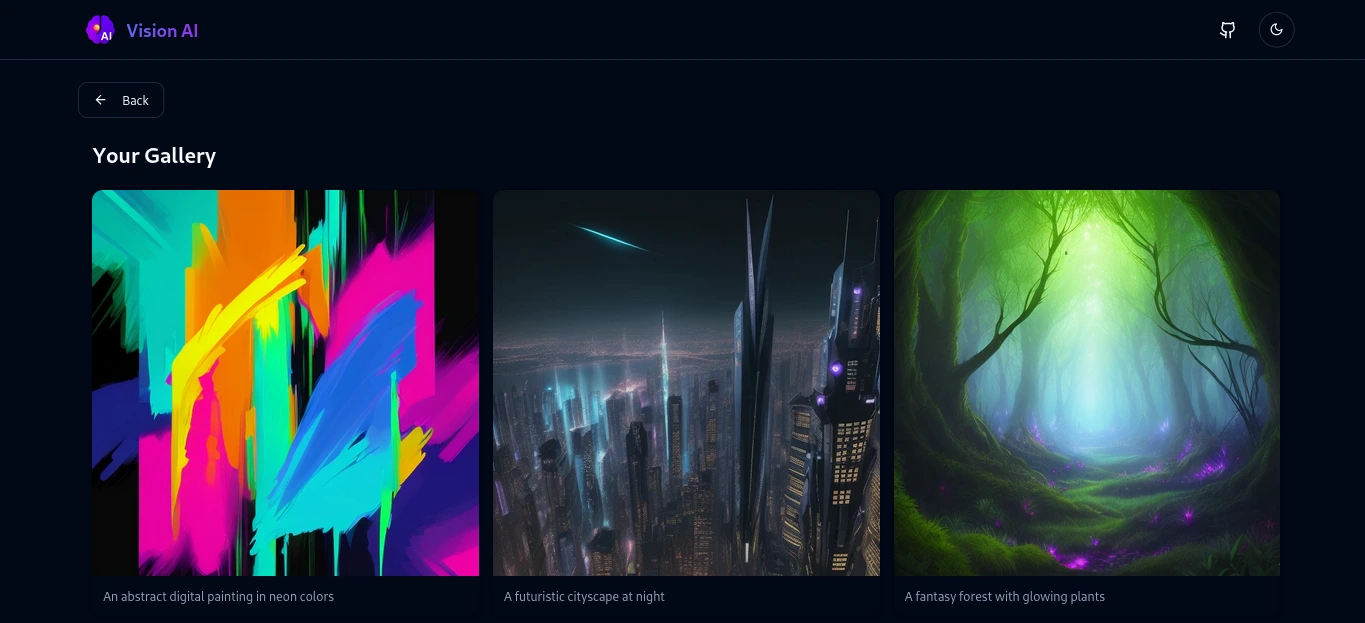 AI
Vision AI
Back
Your Gallery
An abstract digital painting in neon colors
A futuristic cityscape at night
A fantasy forest with glowing plants